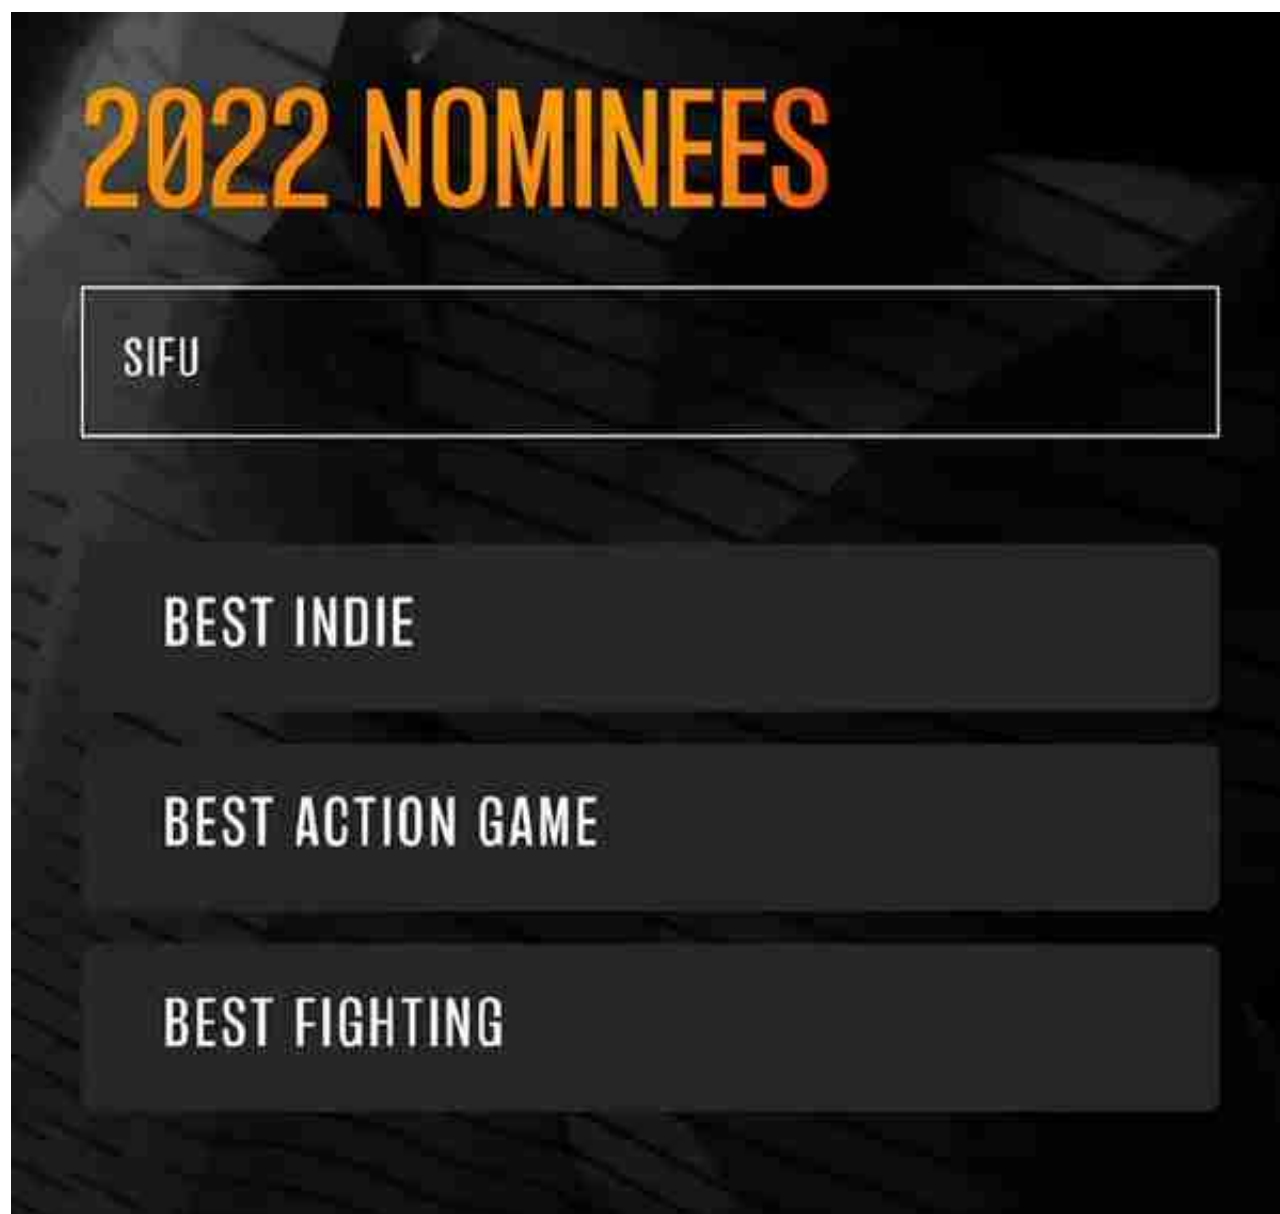 2022 NOMINEES
SIFU
BEST INDIE
BEST ACTION GAME
BEST FIGHTING